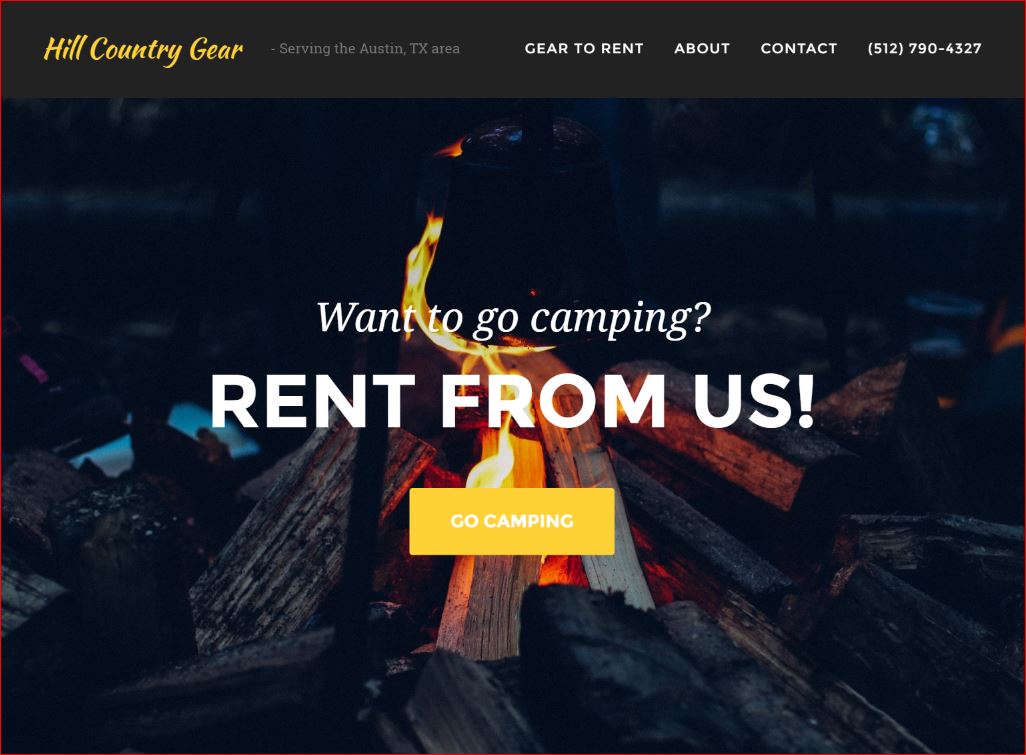 Hill Country Gear - Serving the Austin, TX area GEAR TO RENT ABOUT CONTACT (512) 790-4327
Want to go camping?
RENT FROM US!
GO CAMPING